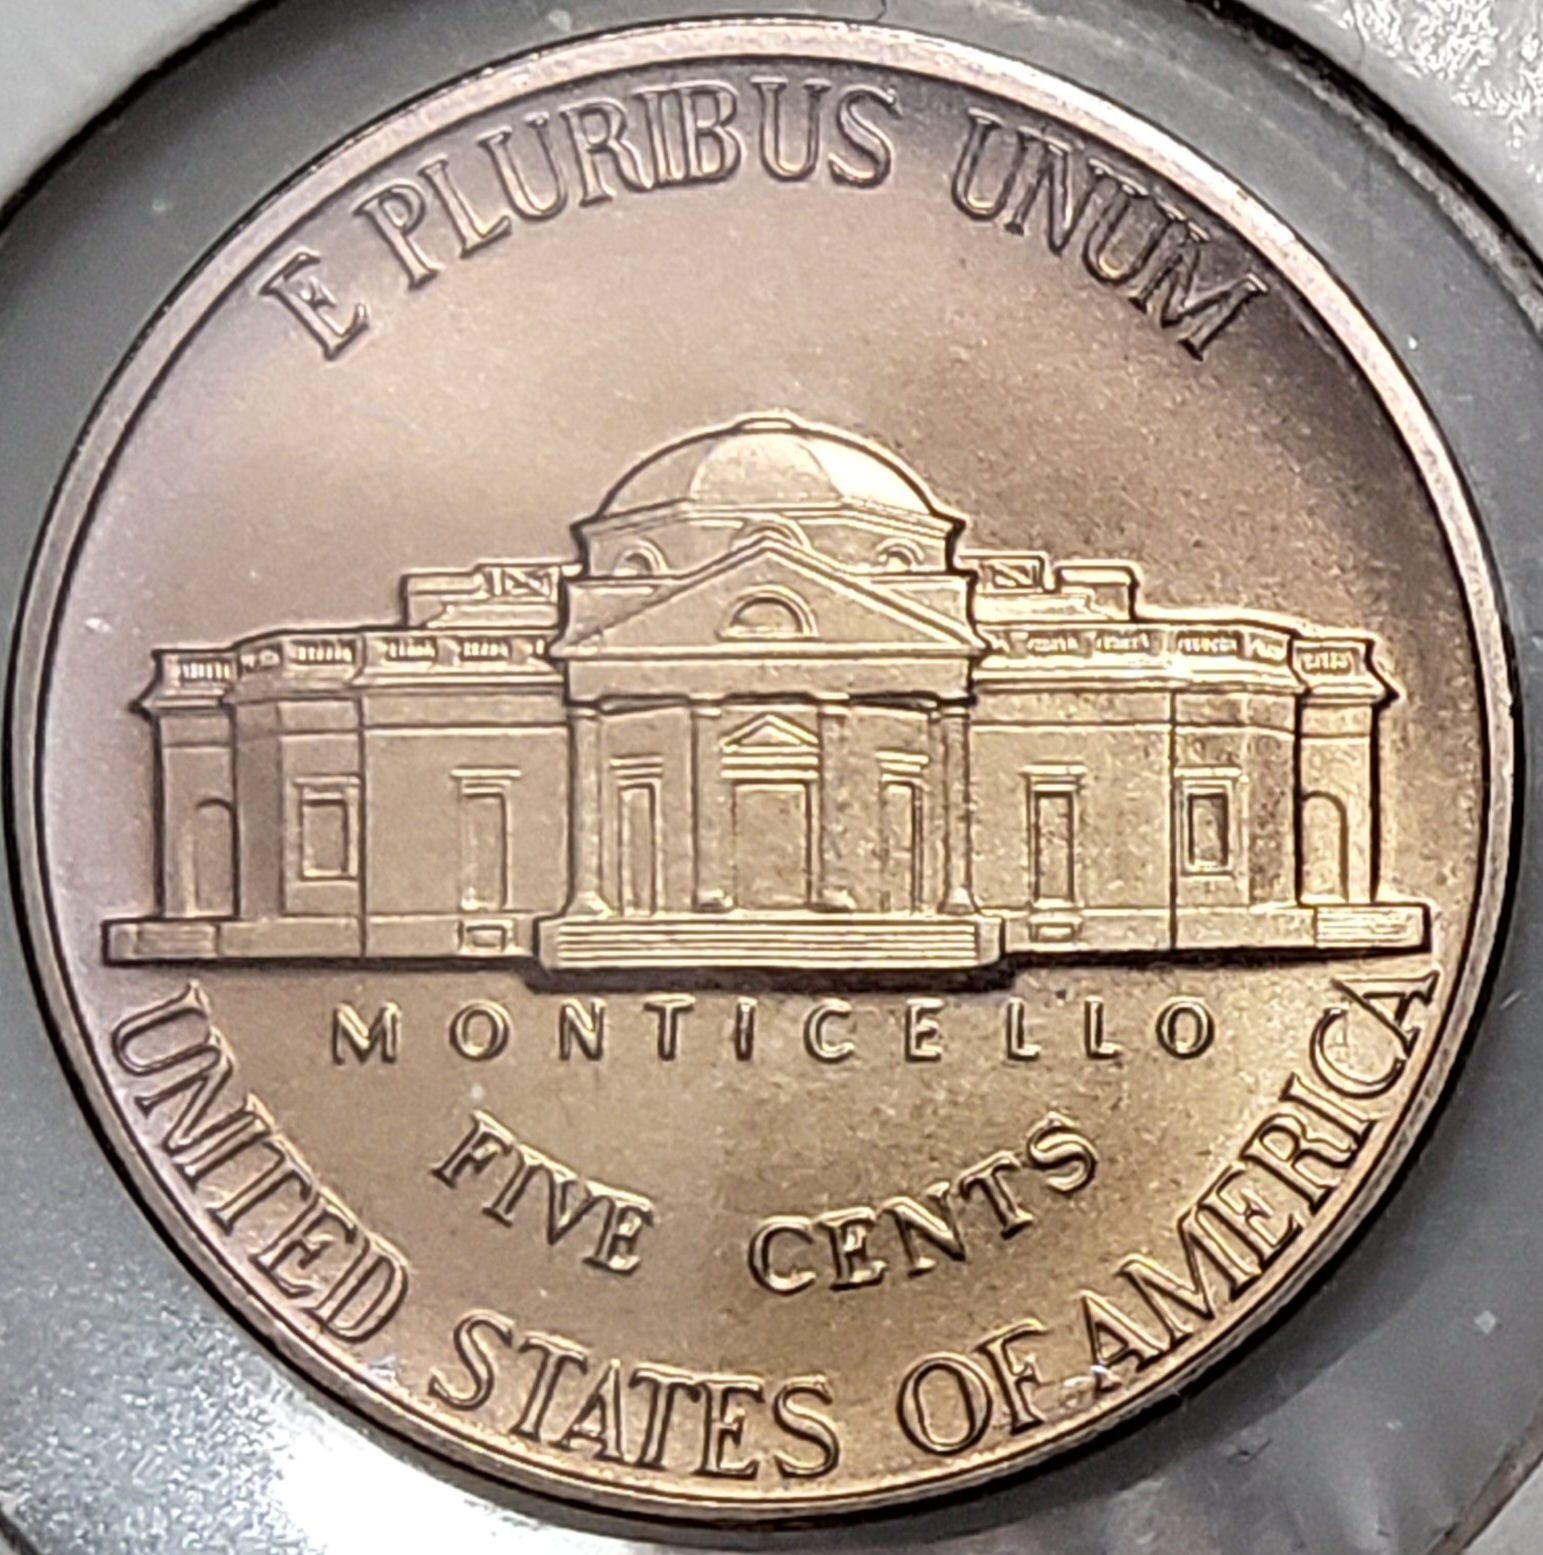 E PLURIBUS UNUM
MONTICELLO
FIVE CENTS
UNITED STATES OF AMERICA